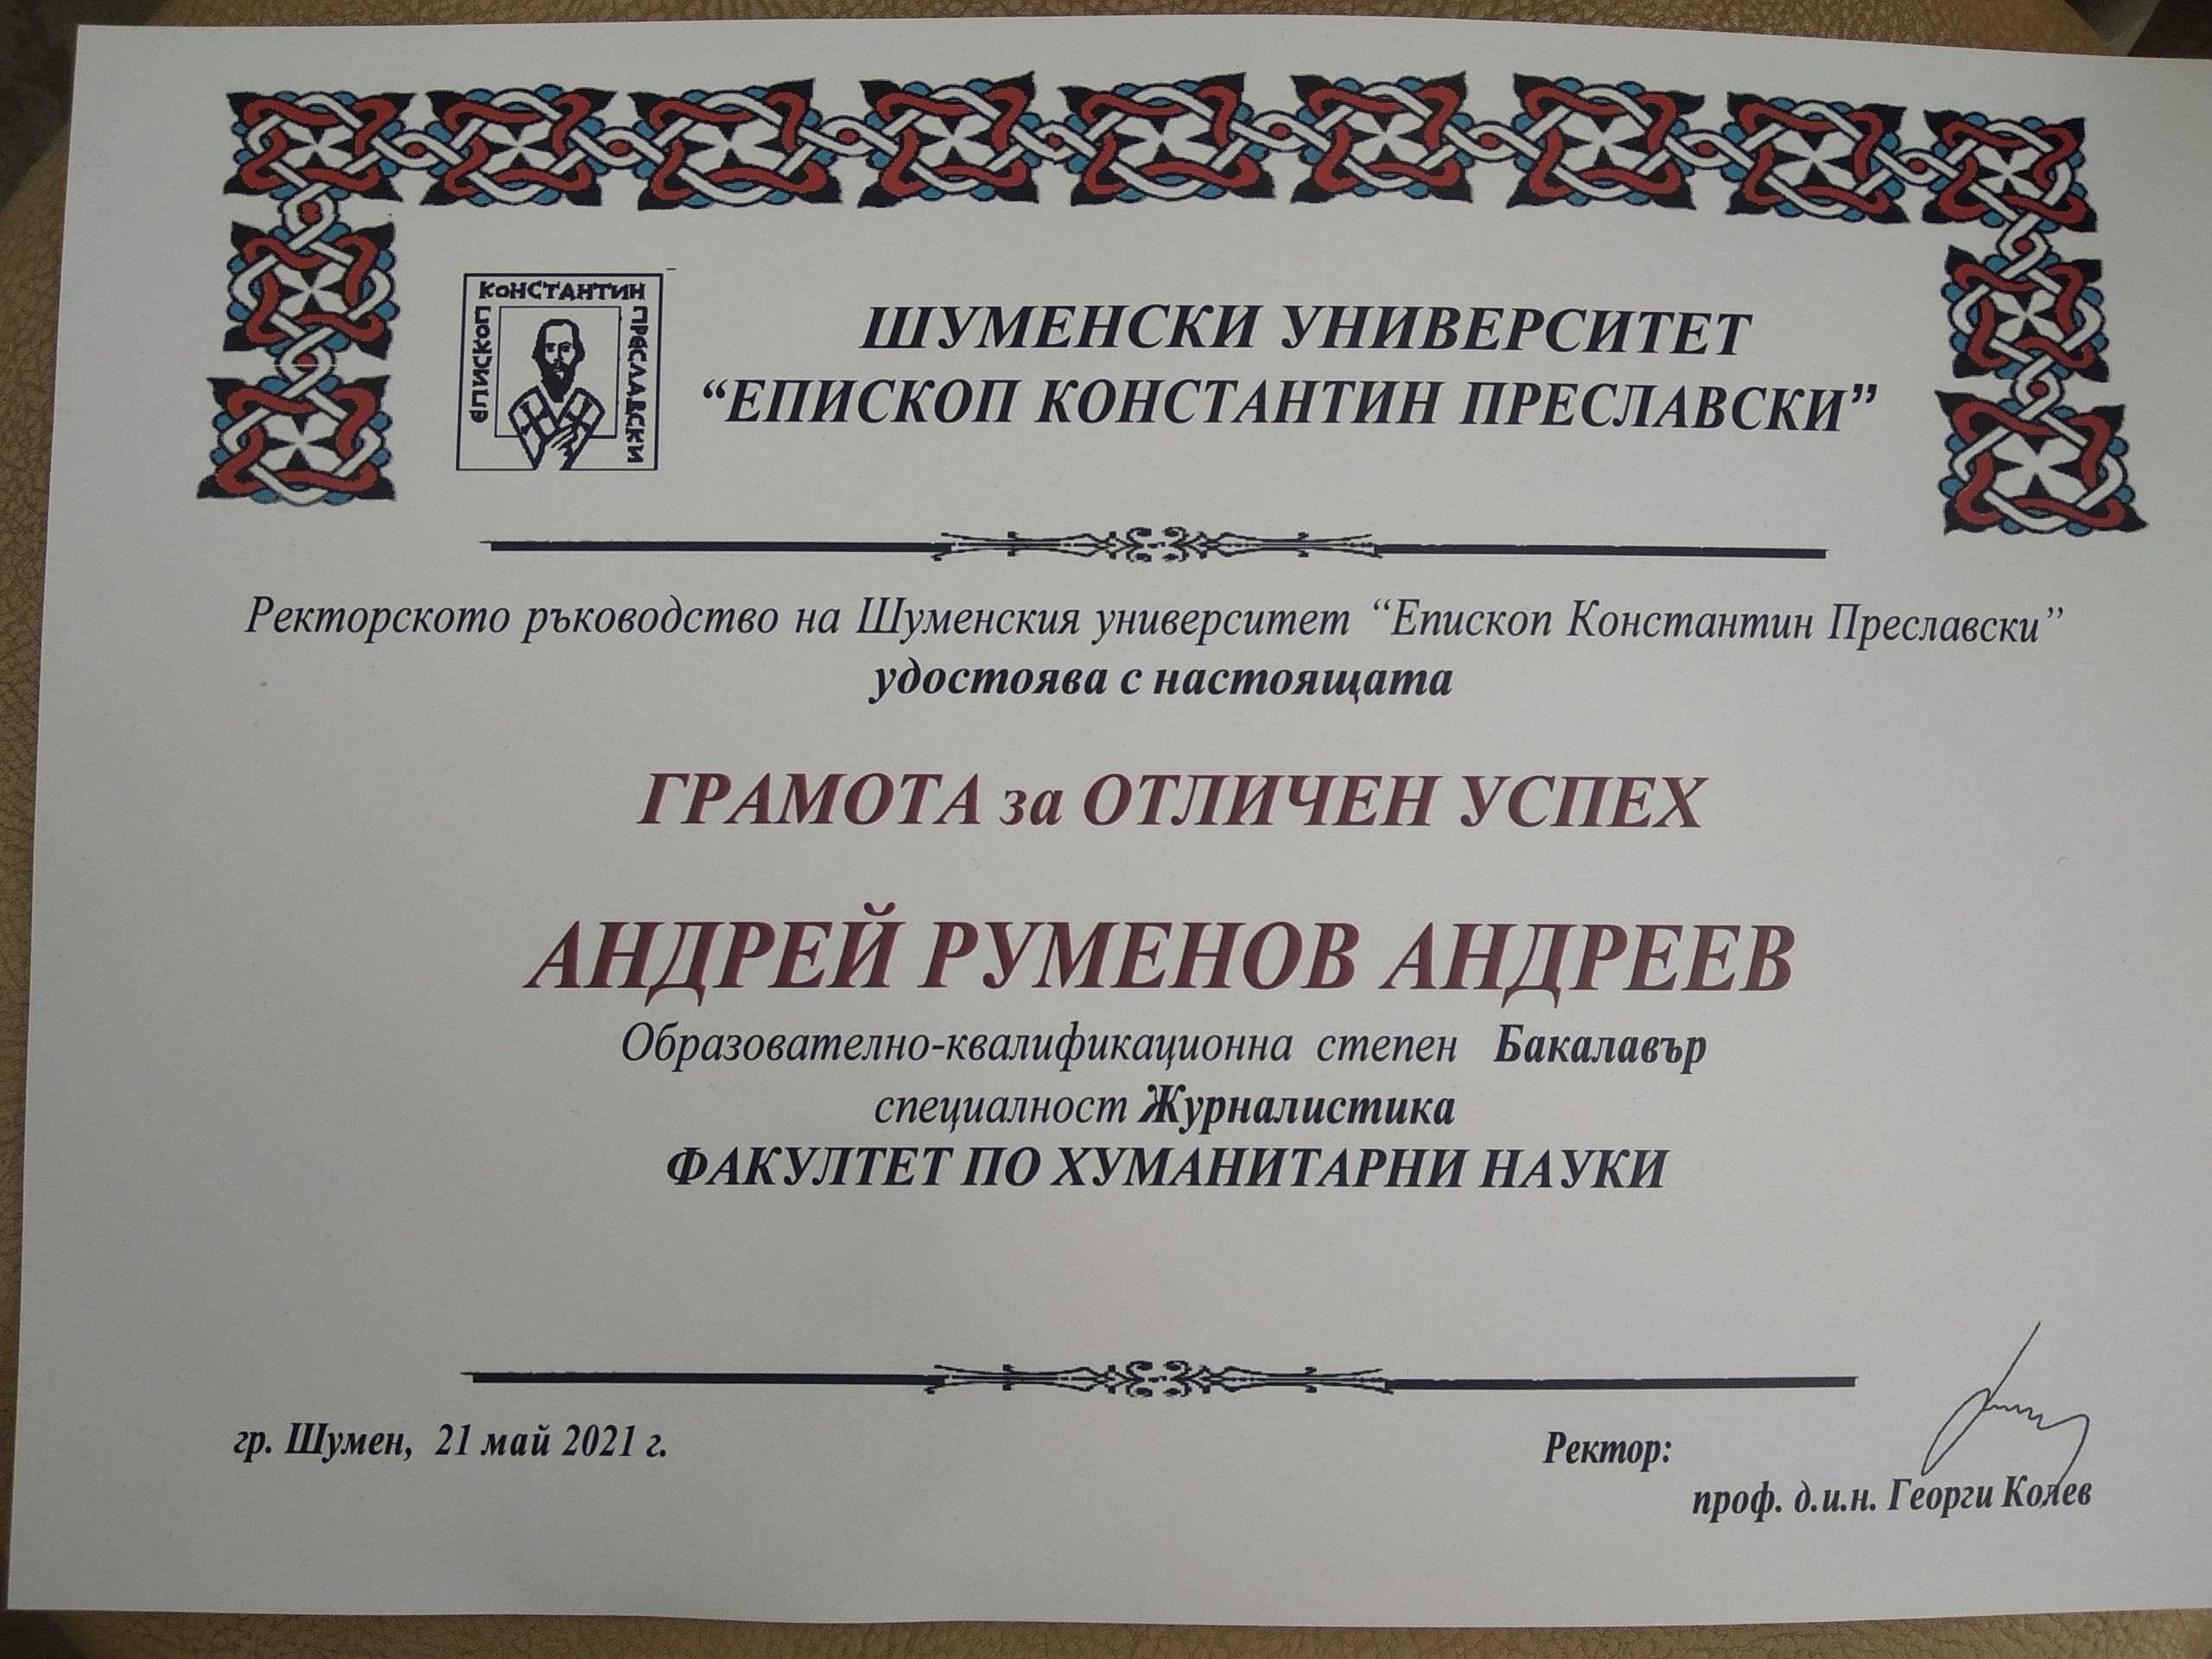 КОНСТАНТИН
ЕПИСКОП
ПРЕСЛАВСКИ
ШУМЕНСКИ УНИВЕРСИТЕТ
“ЕПИСКОП КОНСТАНТИН ПРЕСЛАВСКИ”
Ректорското ръководство на Шуменския университет “Епископ Константин Преславски”
удостоява с настоящата
ГРАМОТА за ОТЛИЧЕН УСПЕХ
АНДРЕЙ РУМЕНОВ АНДРЕЕВ
Образователно-квалификационна степен Бакалавър
специалност Журналистика
ФАКУЛТЕТ ПО ХУМАНИТАРНИ НАУКИ
гр. Шумен, 21 май 2021 г.
Ректор:
проф. д.и.н. Георги Колев